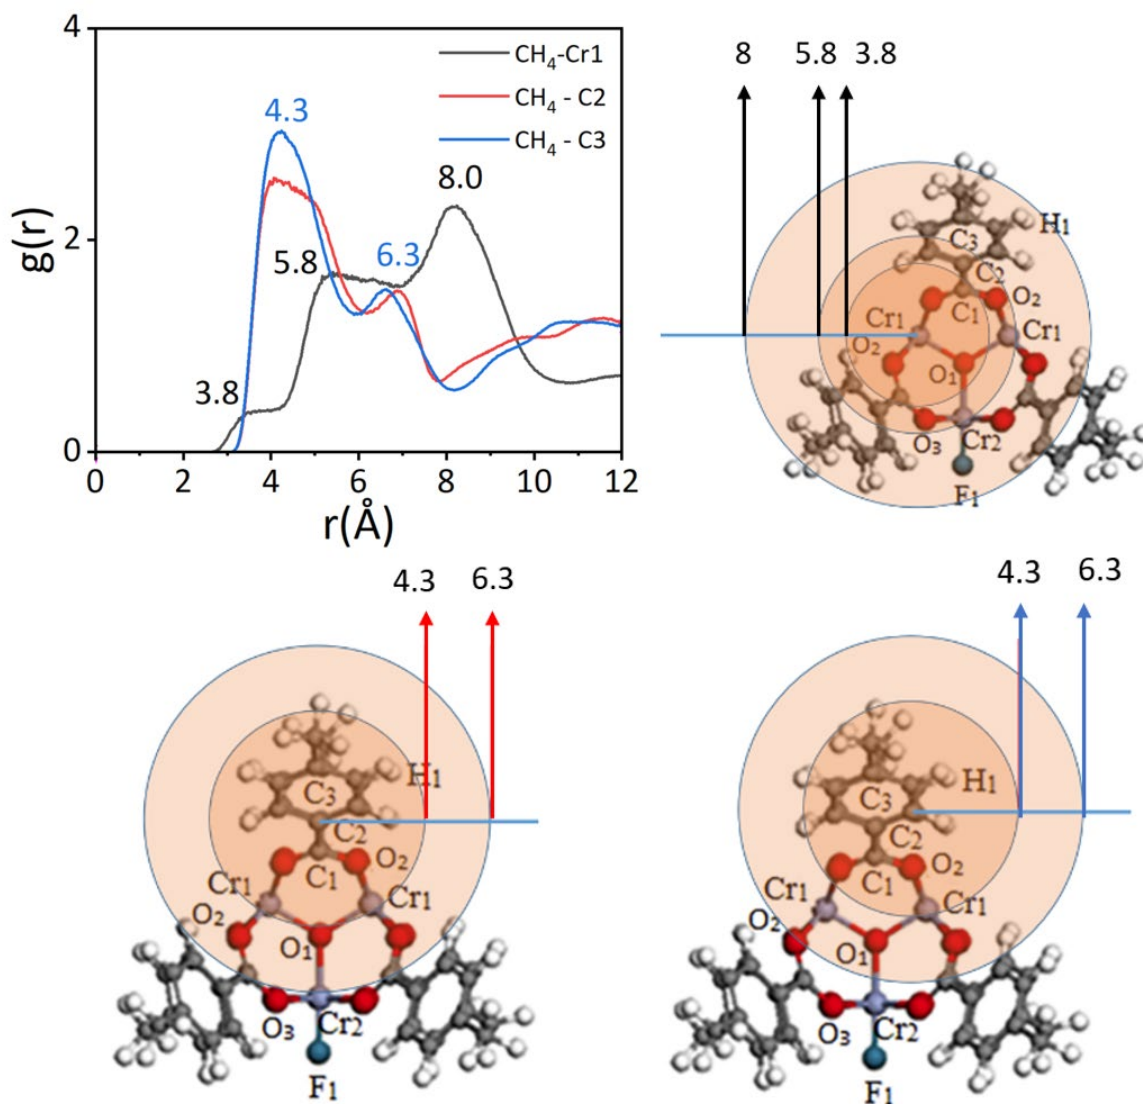 4
CH₄-Cr1
CH₄ - C2
CH₄ - C3
4.3
8.0
5.8
6.3
3.8
2
0
g(r)
0 2 4 6 8 10 12
r(Å)
8 5.8 3.8
H₁
C₃
C₂
O₂
C₁
Cr₁ Cr₁
O₂
O₁
O₃ Cr₂
F₁
4.3 6.3
H₁
C₃
C₂
O₂
C₁
Cr₁ Cr₁
O₂
O₁
O₃ Cr₂
F₁
4.3 6.3
H₁
C₃
C₂
O₂
C₁
Cr₁ Cr₁
O₂
O₁
O₃ Cr₂
F₁